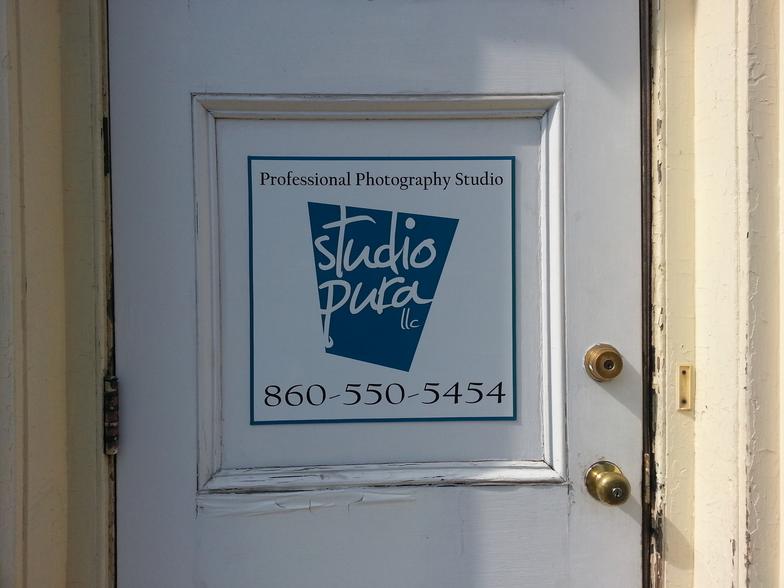 Professional Photography Studio
studio
pura
llc
860-550-5454